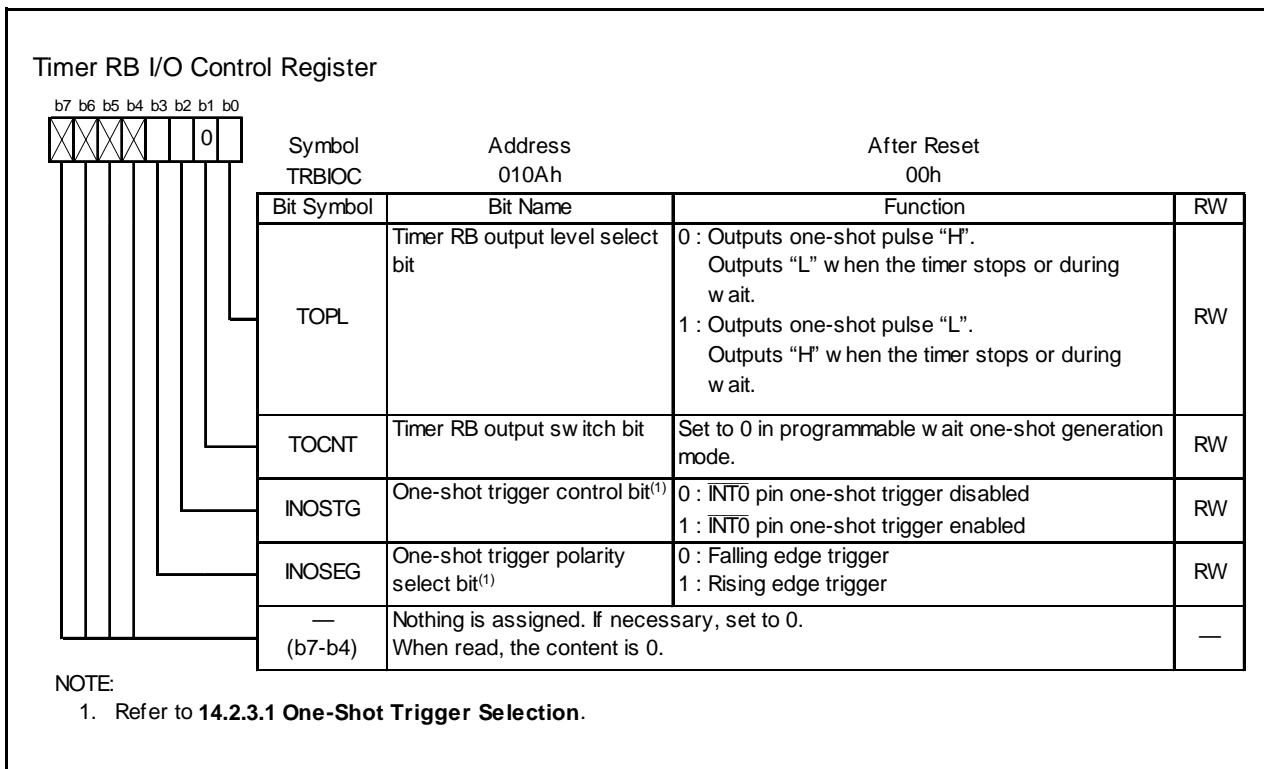 Timer RB I/O Control Register
b7 b6 b5 b4 b3 b2 b1 b0
0
Symbol Address After Reset
TRBIOC 010Ah 00h
Bit Symbol Bit Name Function RW
TOPL
Timer RB output level select
bit
0 : Outputs one-shot pulse “H”.
Outputs “L” when the timer stops or during
wait.
1 : Outputs one-shot pulse “L”.
Outputs “H” when the timer stops or during
wait.
RW
TOCNT
Timer RB output switch bit
Set to 0 in programmable wait one-shot generation
mode.
RW
INOSTG
One-shot trigger control bit(1)
0 : INT0 pin one-shot trigger disabled
1 : INT0 pin one-shot trigger enabled
RW
INOSEG
One-shot trigger polarity
select bit(1)
0 : Falling edge trigger
1 : Rising edge trigger
RW
—
(b7-b4)
Nothing is assigned. If necessary, set to 0.
When read, the content is 0.
—
NOTE:
1. Refer to 14.2.3.1 One-Shot Trigger Selection.